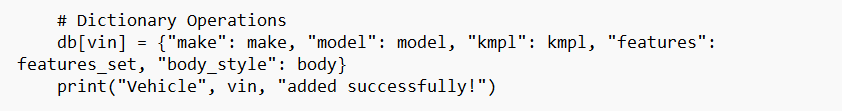 # Dictionary Operations
db[vin] = {"make": make, "model": model, "kmpl": kmpl, "features":
features_set, "body_style": body}
print("Vehicle", vin, "added successfully!")